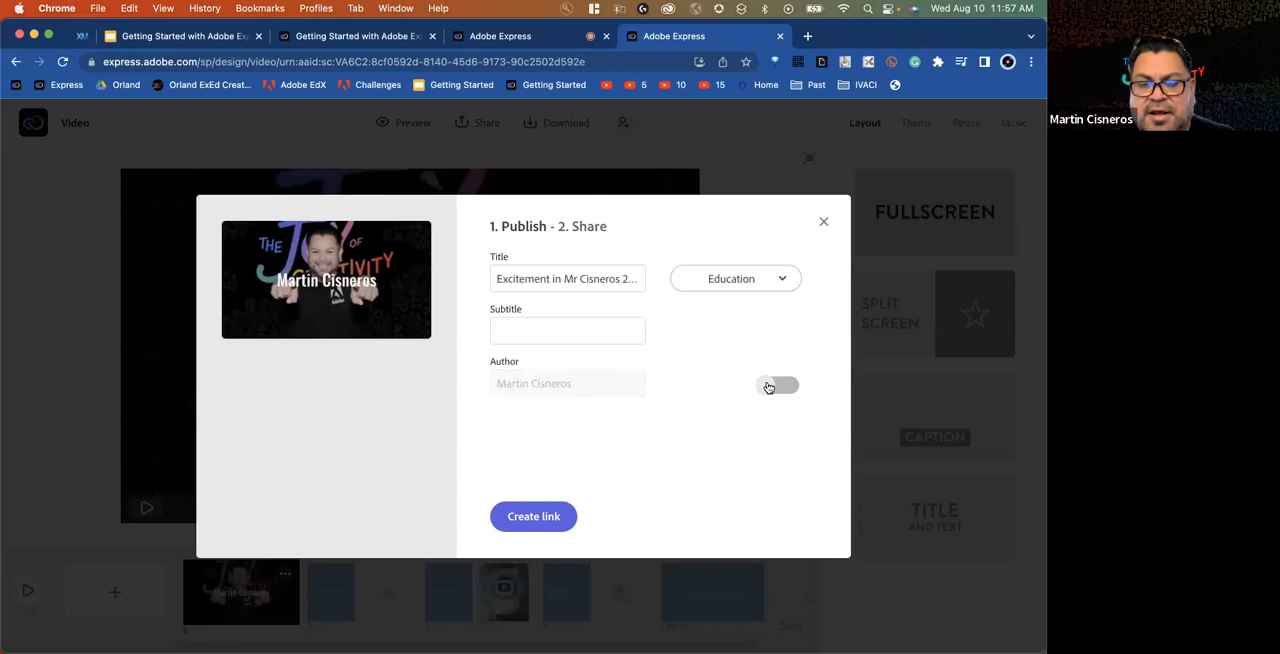 Chrome File Edit View History Bookmarks Profiles Tab Window Help Wed Aug 10 11:57 AM
XM Getting Started with Adobe Ex Getting Started with Adobe Ex Adobe Express Adobe Express
express.adobe.com/sp/design/video/urn:aaid:sc:VA6C2:8cf0592d-8140-45d6-9173-90c2502d592e
Express Orland Orland ExEd Creat... Adobe EdX Challenges Getting Started Getting Started 5 10 15 Home Past IVACI
Video Preview Share Download Layout Theme Resize Music
Martin Cisneros
THE JOY OF
CREATIVITY
Martin Cisneros
1. Publish - 2. Share
Title
Excitement in Mr Cisneros 2... Education
Subtitle
Author
Martin Cisneros
Create link
FULLSCREEN
SPLIT
SCREEN
CAPTION
TITLE
AND TEXT
Martin Cisneros